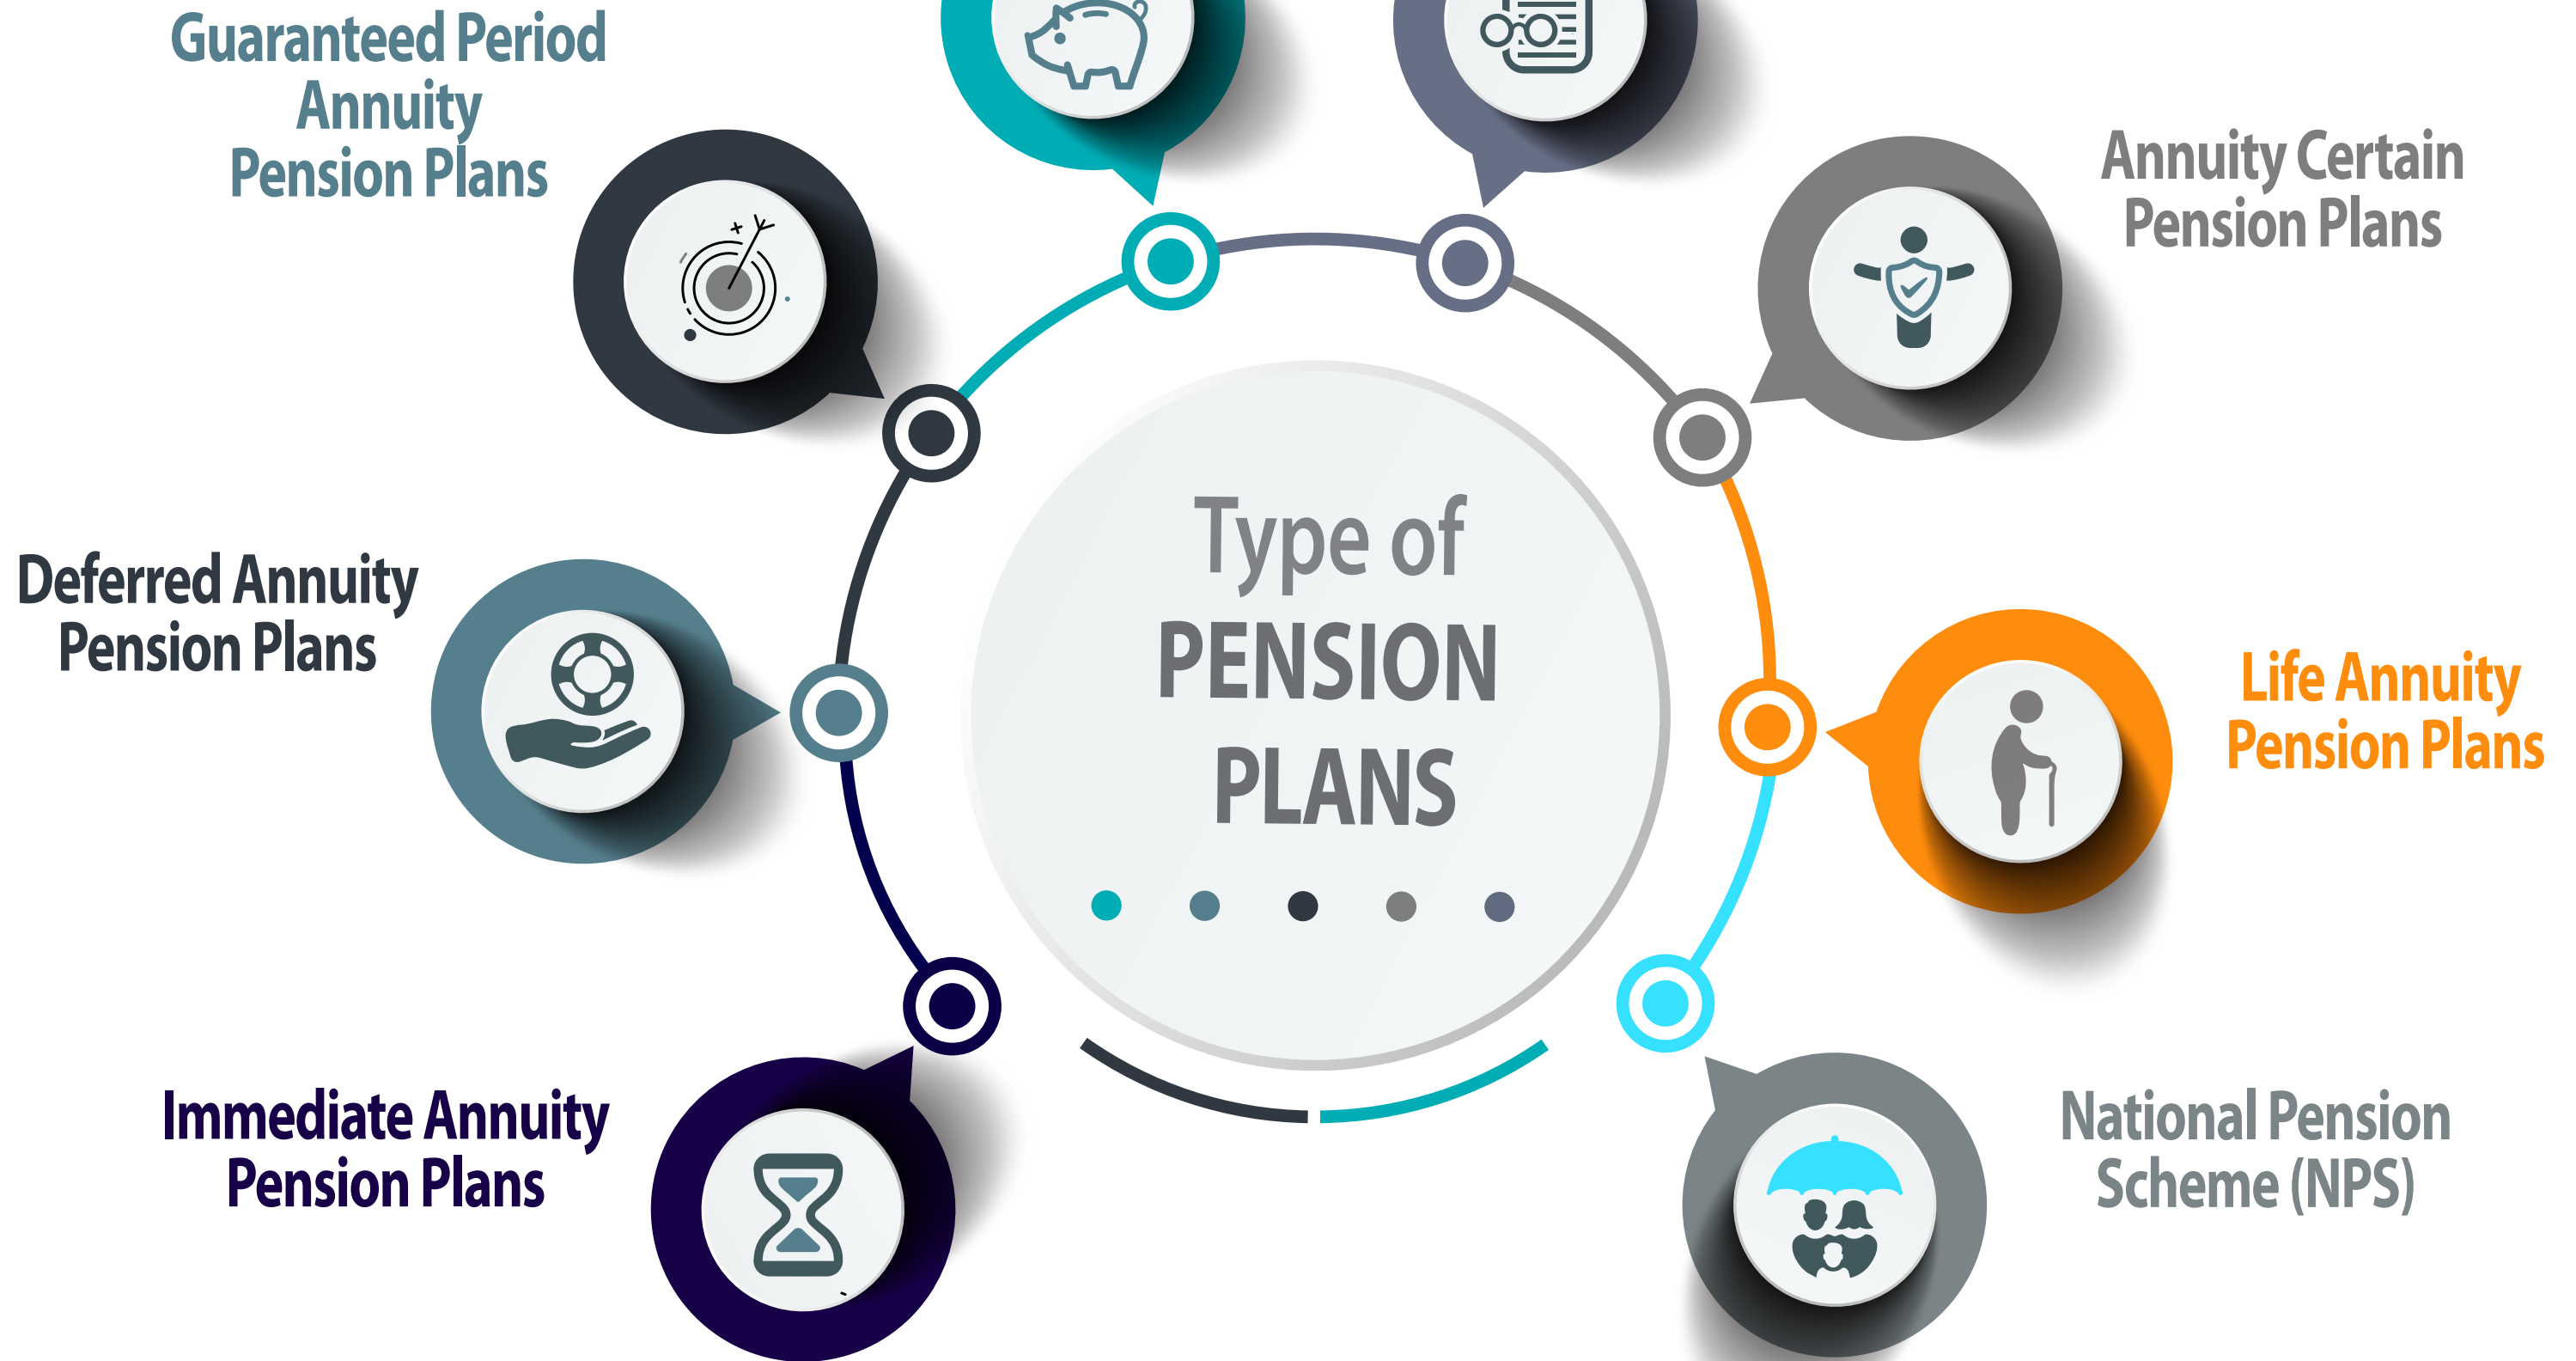 Guaranteed Period
Annuity
Pension Plans
Annuity Certain
Pension Plans
Type of
PENSION
PLANS
Deferred Annuity
Pension Plans
Life Annuity
Pension Plans
Immediate Annuity
Pension Plans
National Pension
Scheme (NPS)